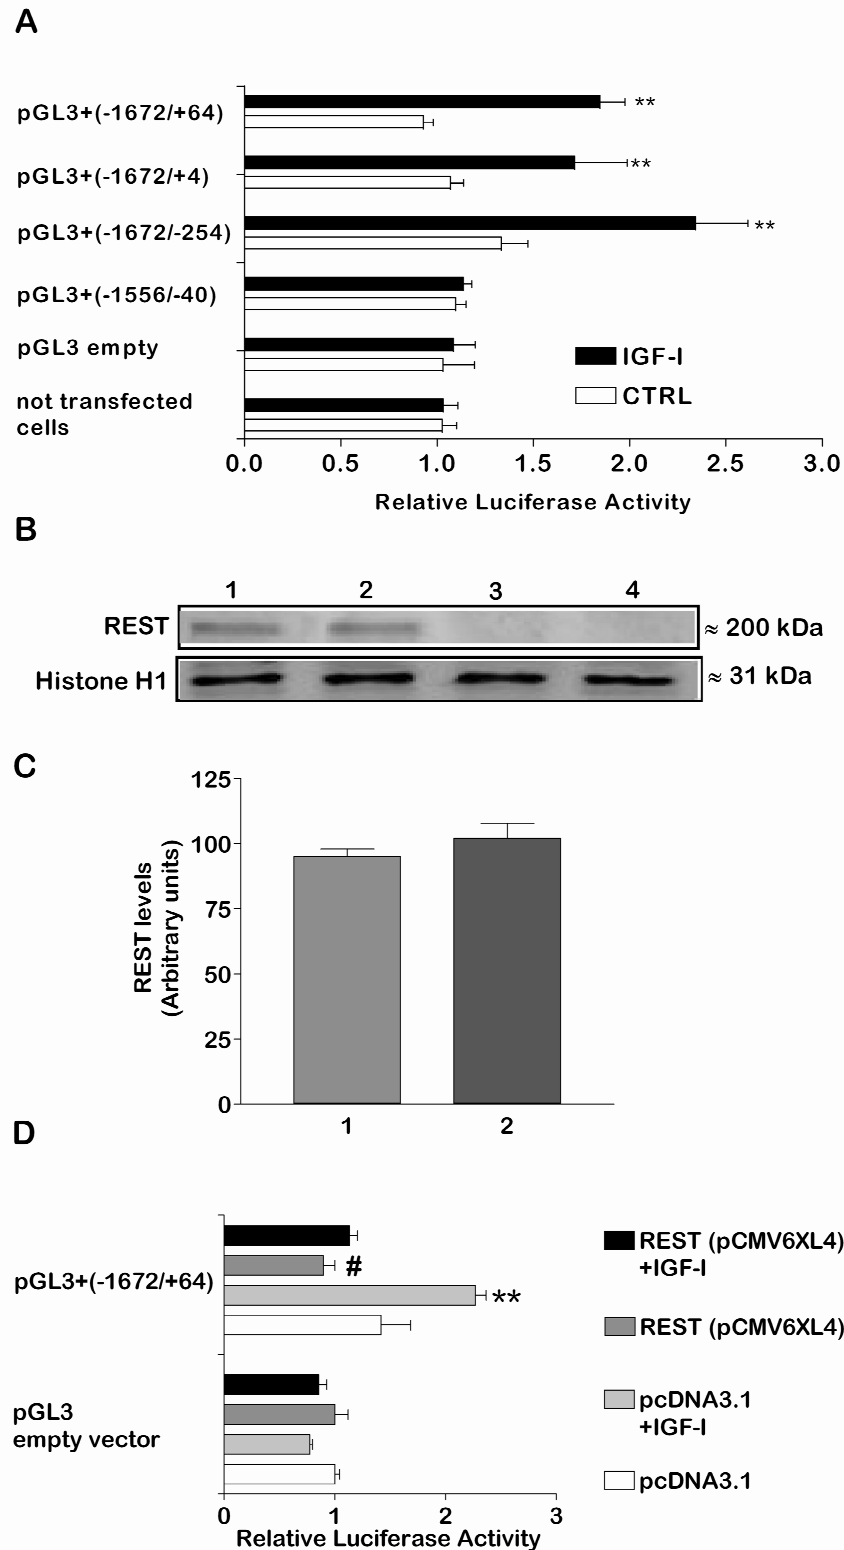 A
pGL3+(-1672/+64)
**
pGL3+(-1672/+4)
**
pGL3+(-1672/-254)
**
pGL3+(-1556/-40)
pGL3 empty
IGF-I
not transfected
cells
CTRL
0.0 0.5 1.0 1.5 2.0 2.5 3.0
Relative Luciferase Activity
B
1 2 3 4
REST
≈ 200 kDa
Histone H1
≈ 31 kDa
C
125
100
75
50
25
0
REST levels
(Arbitrary units)
1 2
D
pGL3+(-1672/+64)
#
**
pGL3
empty vector
REST (pCMV6XL4)
+IGF-I
REST (pCMV6XL4)
pcDNA3.1
+IGF-I
pcDNA3.1
0 1 2 3
Relative Luciferase Activity